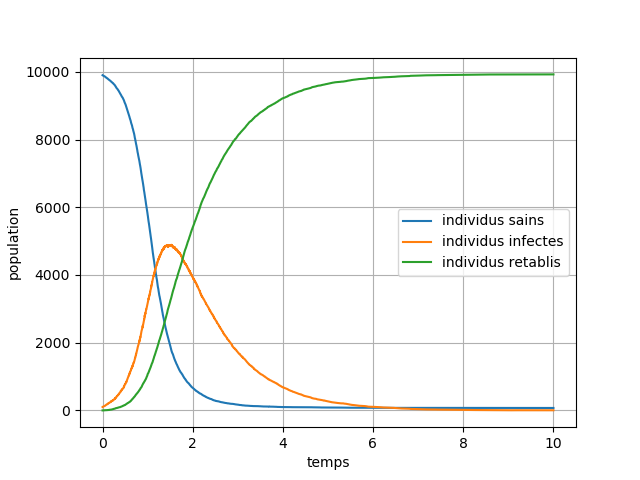 10000
8000
6000
4000
2000
0
population
individus sains
individus infectes
individus retablis
0 2 4 6 8 10
temps